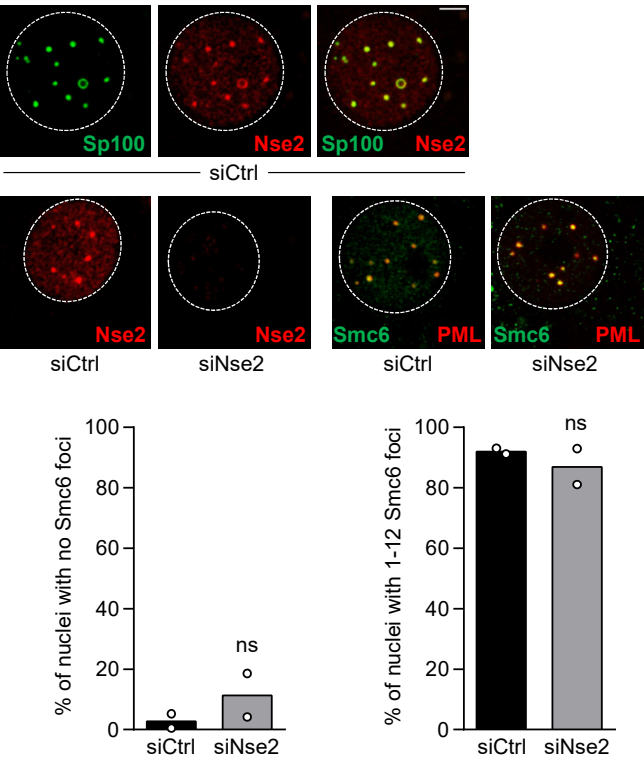 Sp100
Nse2
Sp100 Nse2
siCtrl
Nse2
Nse2
Smc6 PML
Smc6 PML
siCtrl
siNse2
siCtrl
siNse2
% of nuclei with no Smc6 foci
100
80
60
40
20
0
ns
siCtrl siNse2
% of nuclei with 1-12 Smc6 foci
100
80
60
40
20
0
ns
siCtrl siNse2